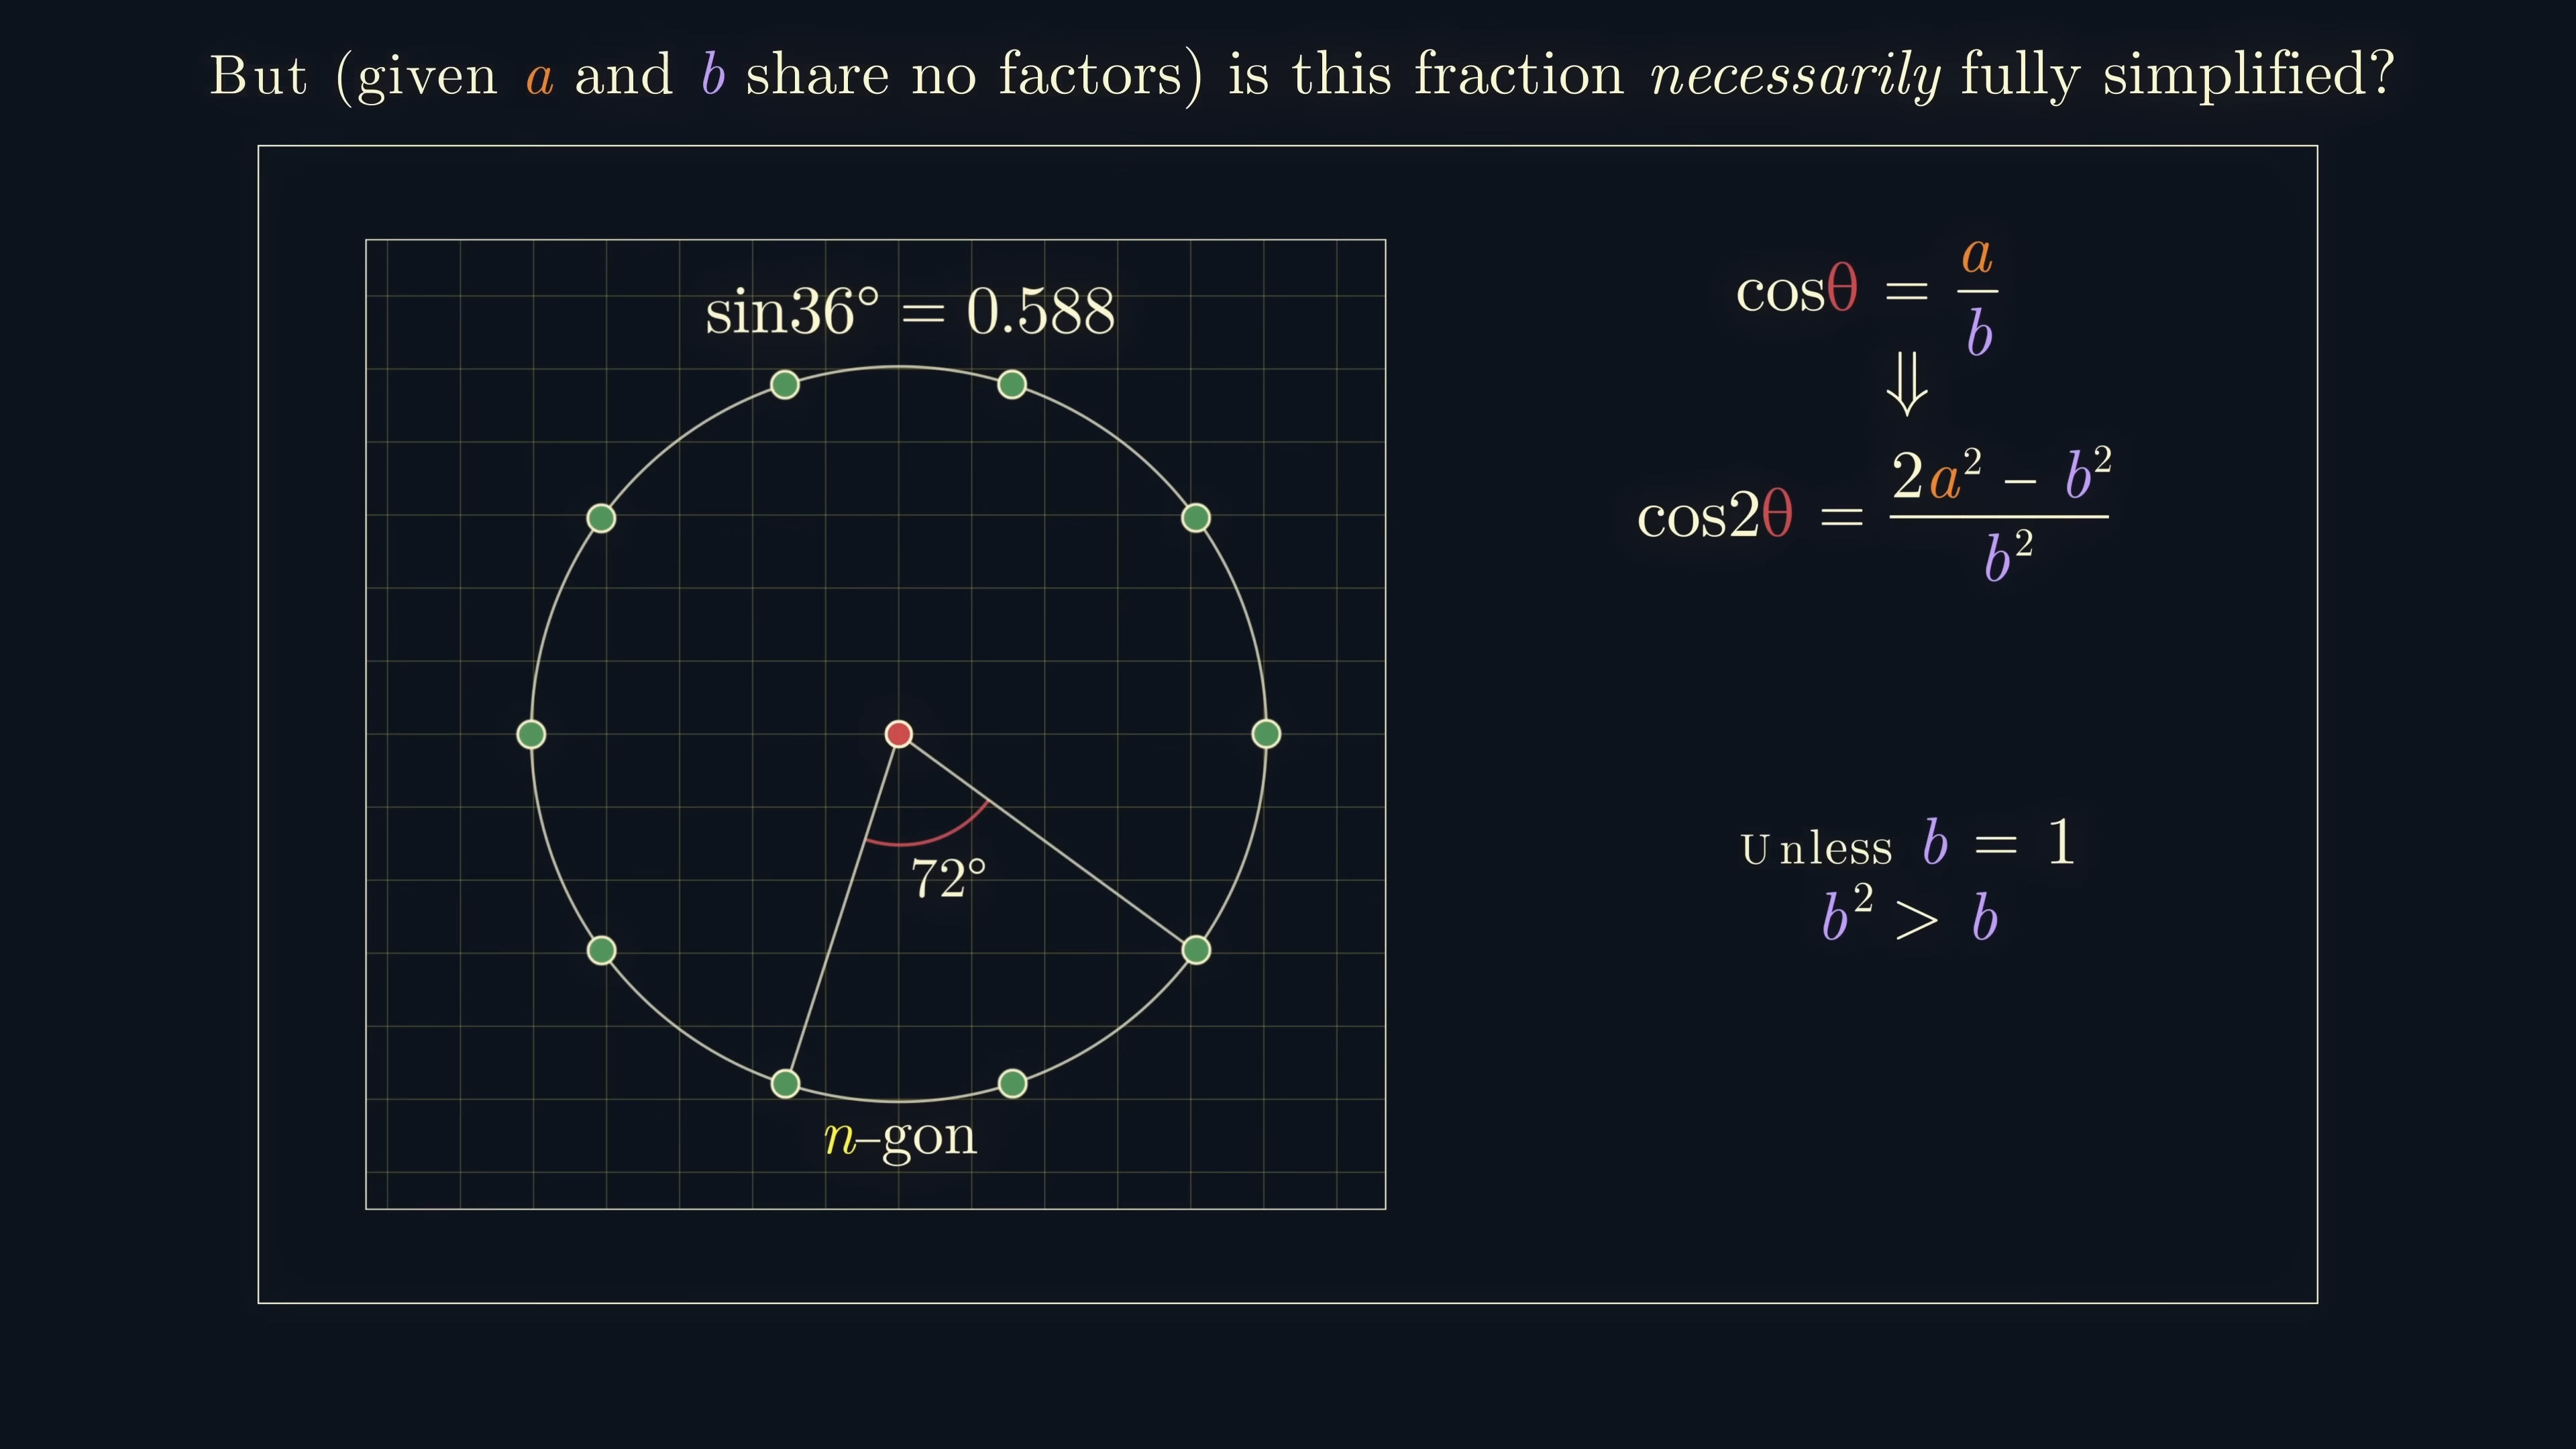 But (given a and b share no factors) is this fraction necessarily fully simplified?
sin36° = 0.588
72°
n–gon
cosθ = a/b
⇓
cos2θ = (2a² – b²)/b²
Unless b = 1
b² > b